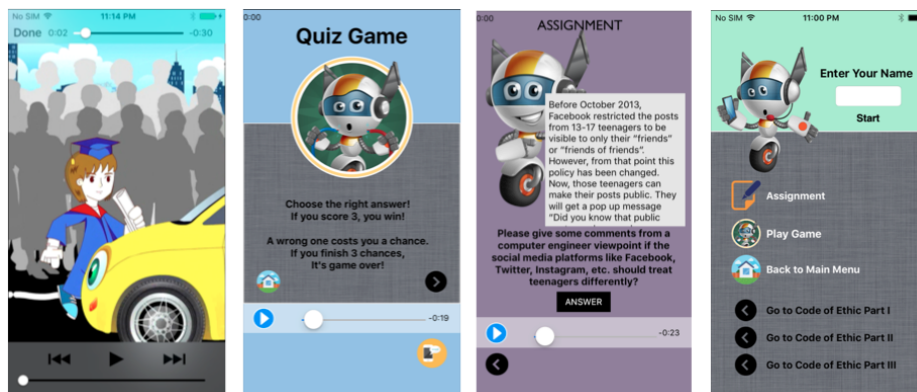 No SIM 11:14 PM
Done 0:02 -0:30
0:00
Quiz Game
Choose the right answer!
If you score 3, you win!
A wrong one costs you a chance.
If you finish 3 chances,
It's game over!
-0:19
0:00
ASSIGNMENT
Before October 2013,
Facebook restricted the posts
from 13-17 teenagers to be
visible to only their "friends"
or "friends of friends".
However, from that point this
policy has been changed.
Now, those teenagers can
make their posts public. They
will get a pop up message
"Did you know that public
Please give some comments from a
computer engineer viewpoint if the
social media platforms like Facebook,
Twitter, Instagram, etc. should treat
teenagers differently?
ANSWER
-0:23
No SIM 11:00 PM
Enter Your Name
Start
Assignment
Play Game
Back to Main Menu
Go to Code of Ethic Part I
Go to Code of Ethic Part II
Go to Code of Ethic Part III